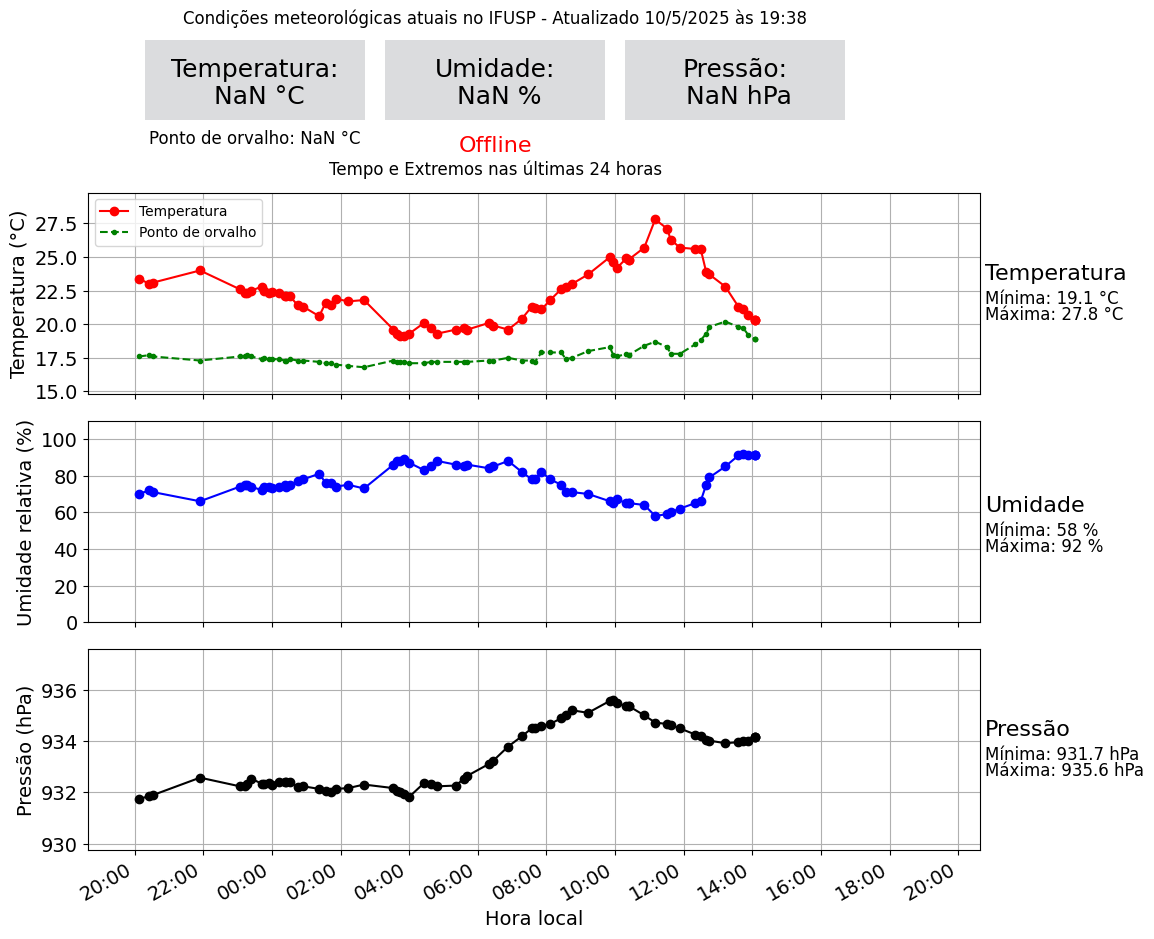 Condições meteorológicas atuais no IFUSP - Atualizado 10/5/2025 às 19:38
Temperatura:
NaN °C
Umidade:
NaN %
Pressão:
NaN hPa
Ponto de orvalho: NaN °C
Offline
Tempo e Extremos nas últimas 24 horas
Temperatura (°C)
27.5
25.0
22.5
20.0
17.5
15.0
Temperatura
Ponto de orvalho
Temperatura
Mínima: 19.1 °C
Máxima: 27.8 °C
Umidade relativa (%)
100
80
60
40
20
0
Umidade
Mínima: 58 %
Máxima: 92 %
Pressão (hPa)
936
934
932
930
Pressão
Mínima: 931.7 hPa
Máxima: 935.6 hPa
20:00
22:00
00:00
02:00
04:00
06:00
08:00
10:00
12:00
14:00
16:00
18:00
20:00
Hora local